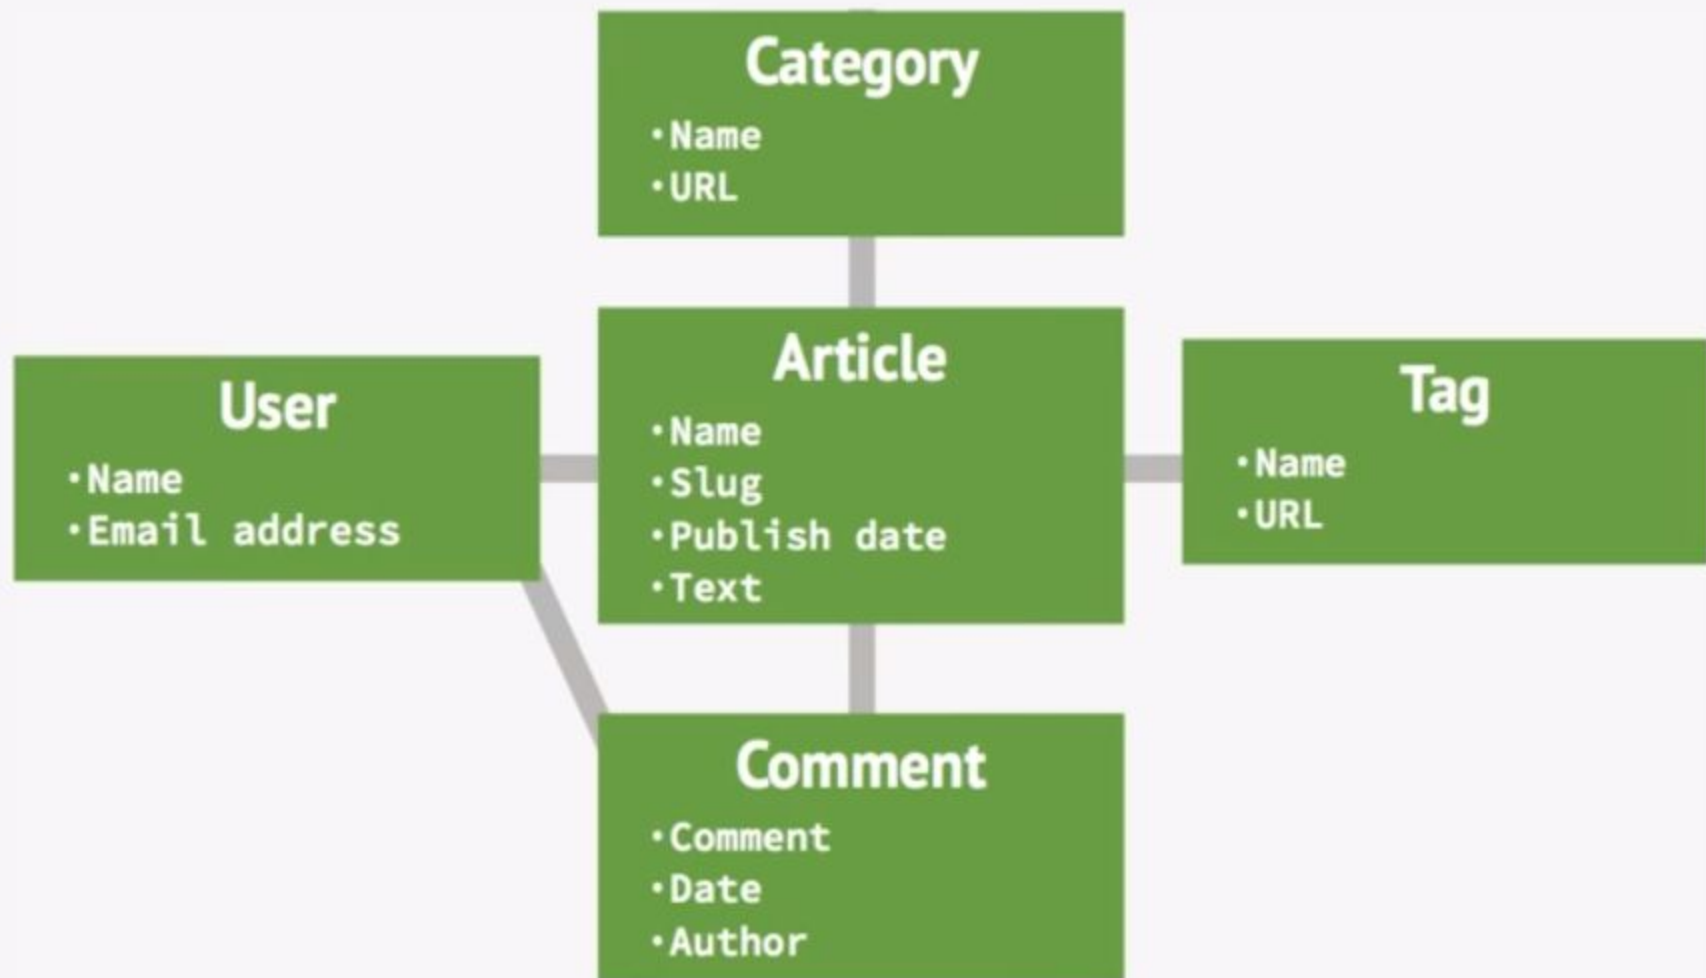 Category
·Name
·URL
Article
·Name
·Slug
·Publish date
·Text
User
·Name
·Email address
Tag
·Name
·URL
Comment
·Comment
·Date
·Author